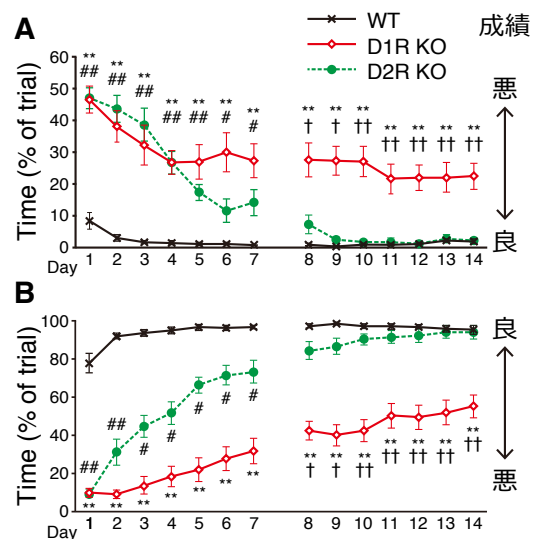 WT
D1R KO
D2R KO
成績
A
Time (% of trial)
60
50
40
30
20
10
0
** ** ** ** ** ** **
## ## ## ## ## # #
** ** ** ** ** ** **
† † †† †† †† †† ††
悪
良
Day
1 2 3 4 5 6 7 8 9 10 11 12 13 14
B
Time (% of trial)
100
80
60
40
20
0
## ## # # # # #
** ** ** ** ** ** **
** ** ** ** ** ** **
† † †† †† †† †† ††
良
悪
Day
1 2 3 4 5 6 7 8 9 10 11 12 13 14